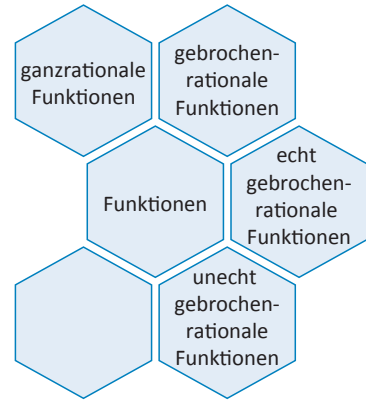 ganzrationale
Funktionen
gebrochen-
rationale
Funktionen
Funktionen
echt
gebrochen-
rationale
Funktionen
unecht
gebrochen-
rationale
Funktionen